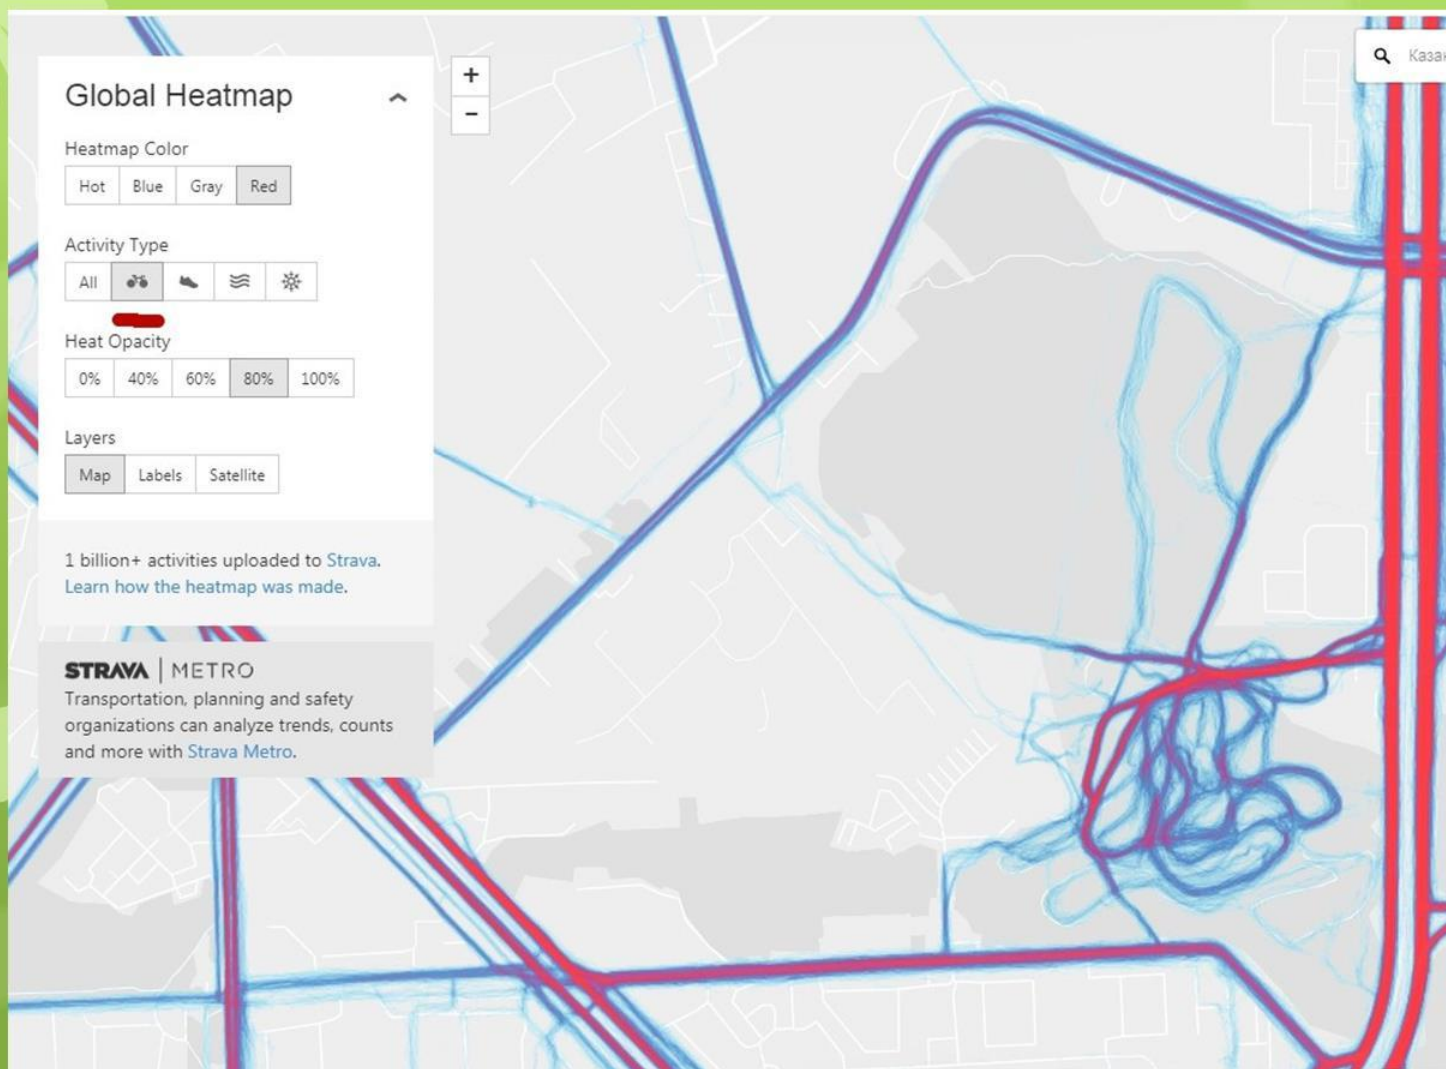 Global Heatmap
Heatmap Color
Hot Blue Gray Red
Activity Type
All
Heat Opacity
0% 40% 60% 80% 100%
Layers
Map Labels Satellite
1 billion+ activities uploaded to Strava.
Learn how the heatmap was made.
STRAVA | METRO
Transportation, planning and safety
organizations can analyze trends, counts
and more with Strava Metro.
+
−